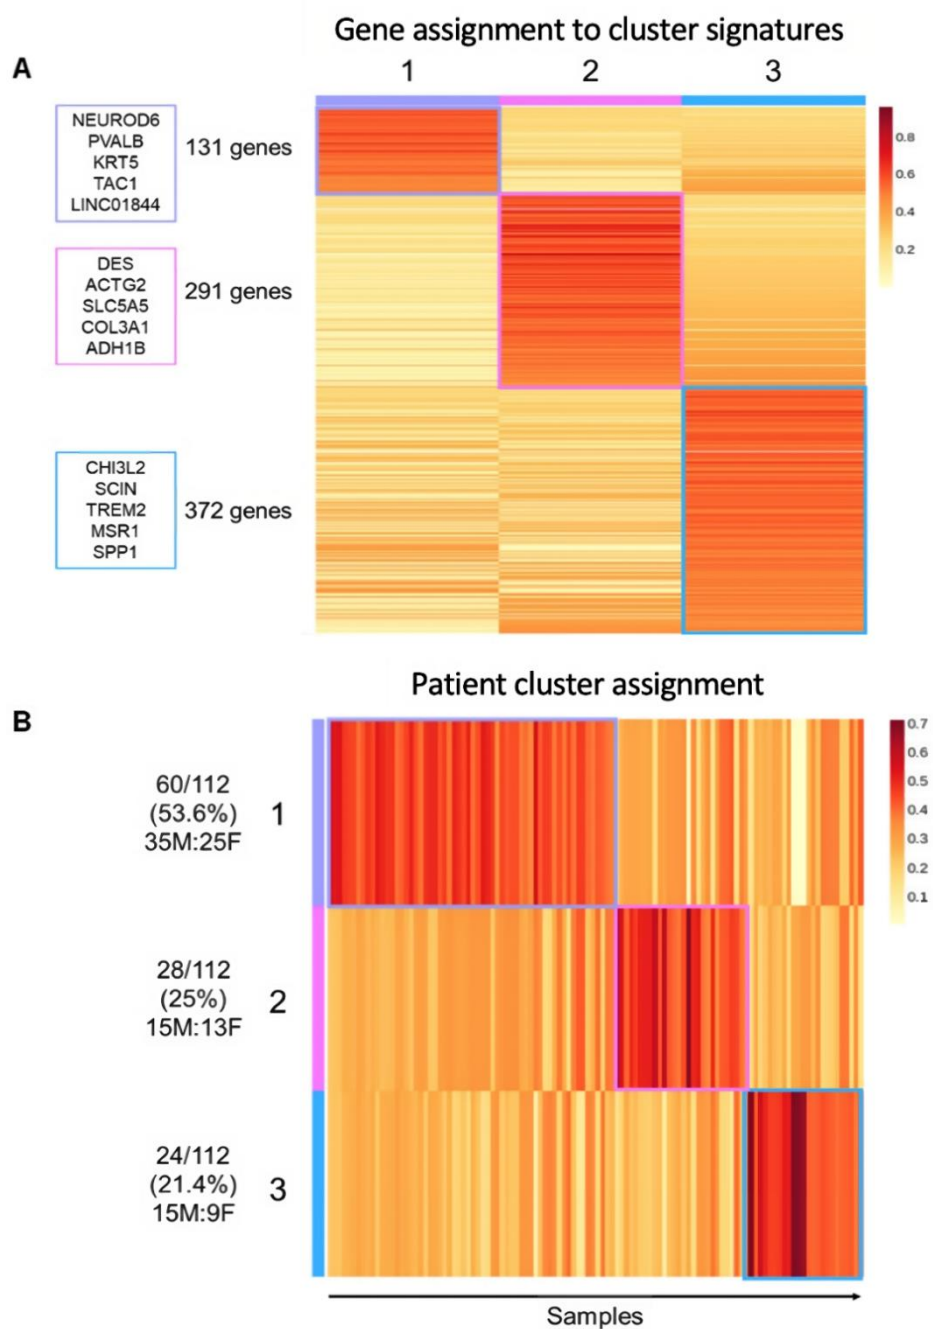 Gene assignment to cluster signatures
A
1 2 3
NEUROD6
PVALB
KRT5
TAC1
LINC01844
131 genes
DES
ACTG2
SLC5A5
COL3A1
ADH1B
291 genes
CHI3L2
SCIN
TREM2
MSR1
SPP1
372 genes
0.8
0.6
0.4
0.2
Patient cluster assignment
B
60/112
(53.6%)
35M:25F
1
28/112
(25%)
15M:13F
2
24/112
(21.4%)
15M:9F
3
0.7
0.6
0.5
0.4
0.3
0.2
0.1
Samples